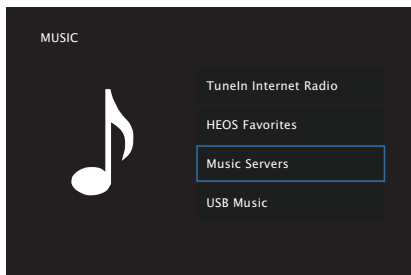 MUSIC
TuneIn Internet Radio
HEOS Favorites
Music Servers
USB Music